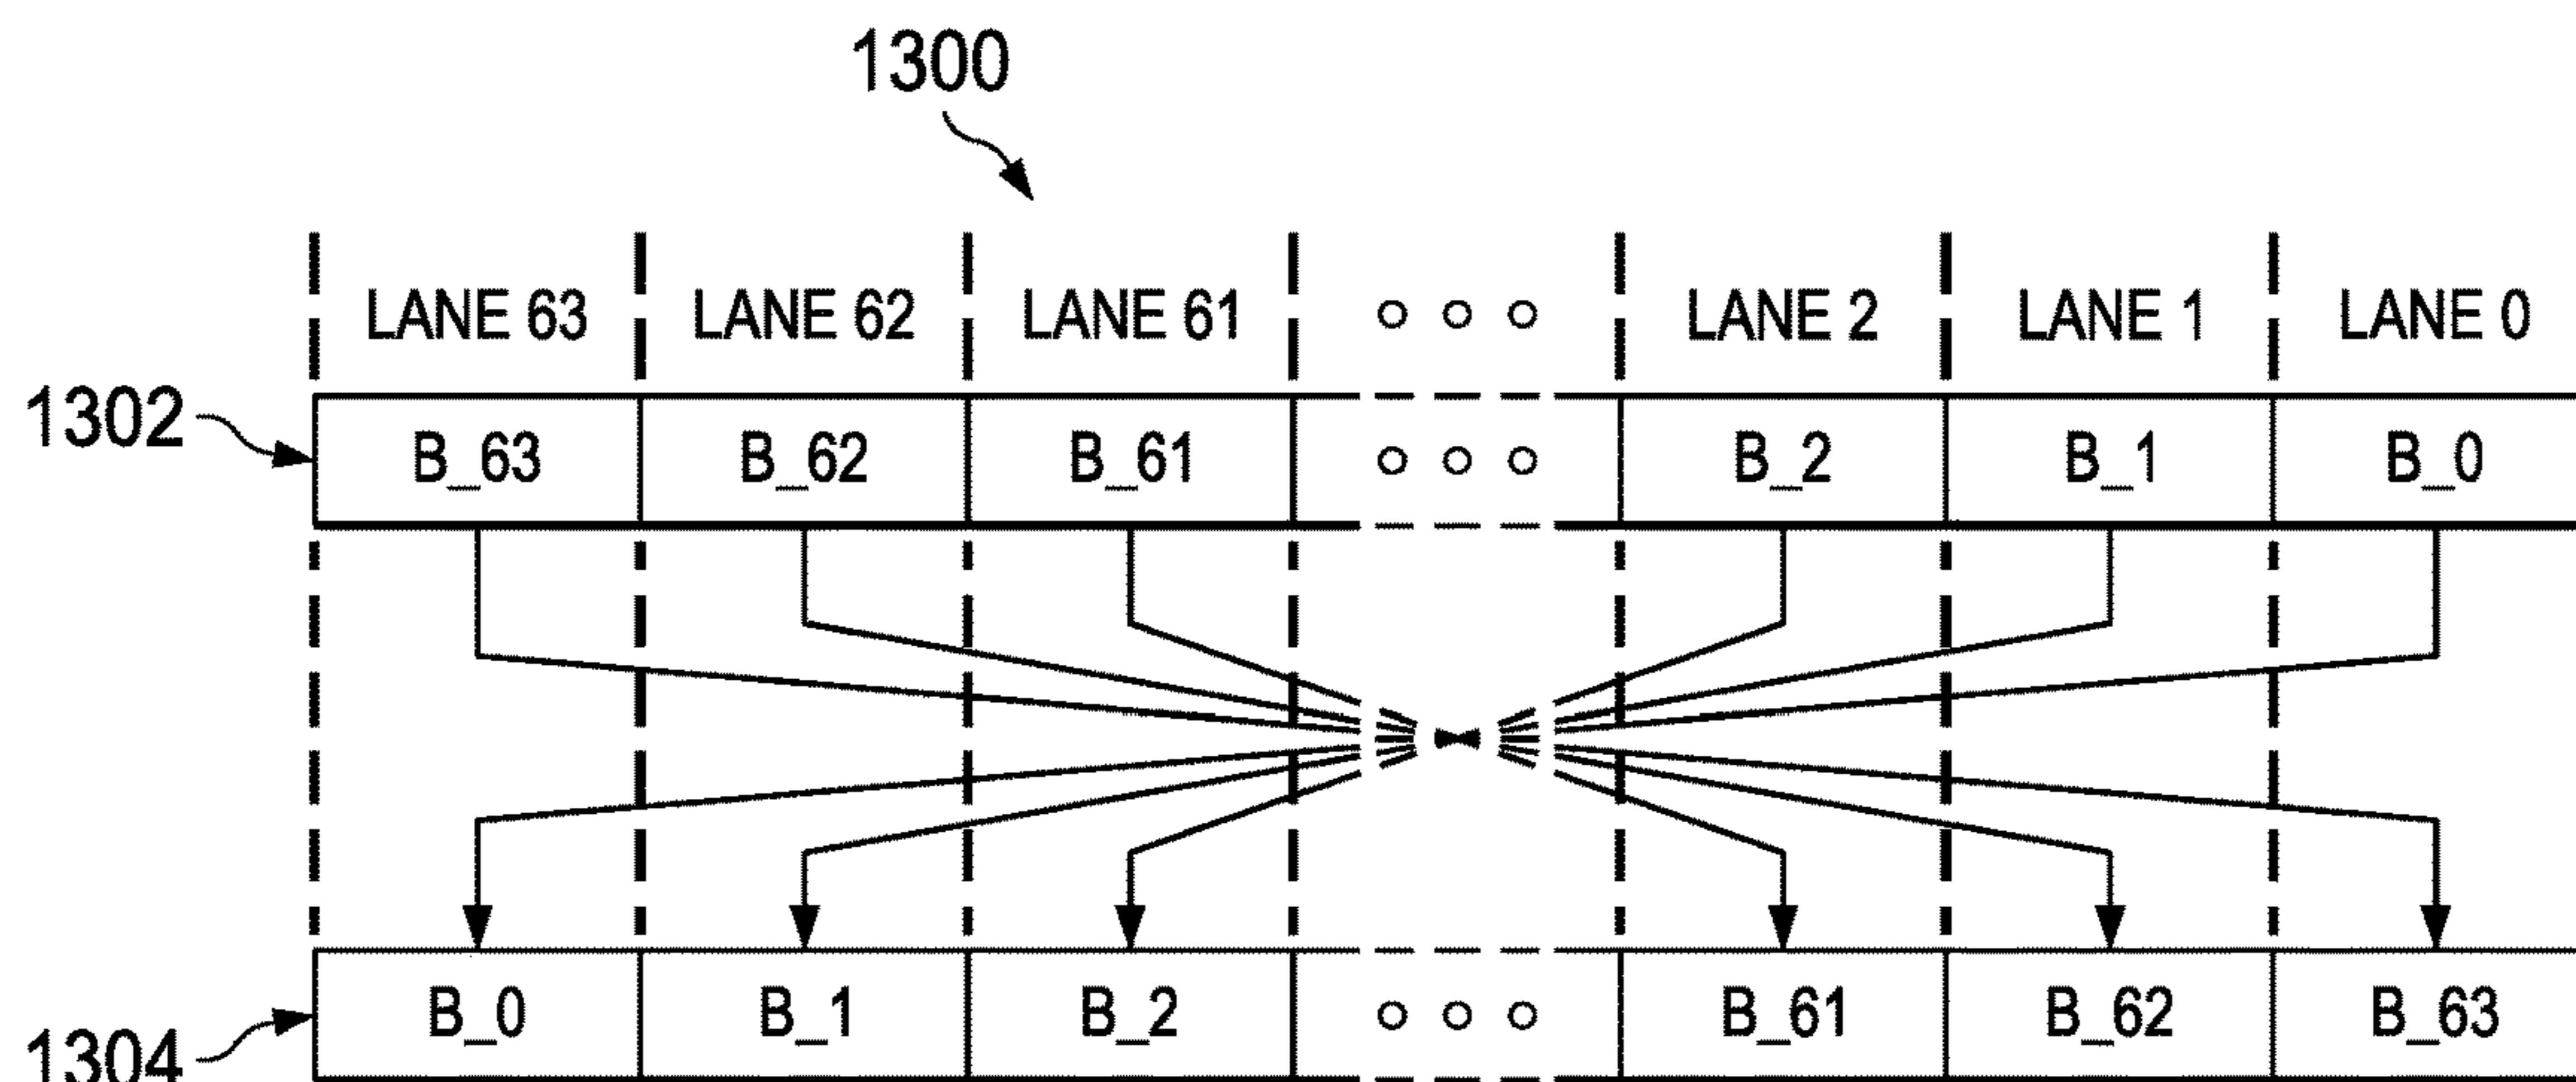 1300
LANE 63 LANE 62 LANE 61 LANE 2 LANE 1 LANE 0
1302
B_63 B_62 B_61 B_2 B_1 B_0
B_0 B_1 B_2 B_61 B_62 B_63
1304